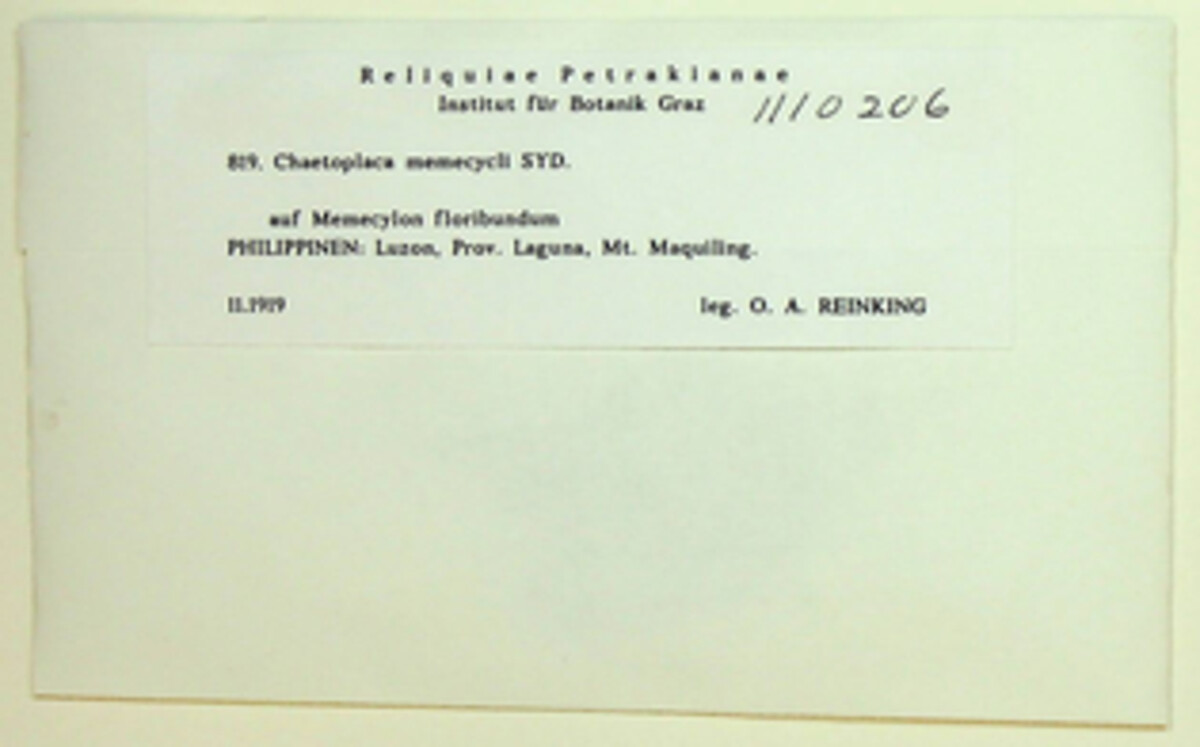 Reliquiae Petrakianae
Institut für Botanik Graz 1110206
819. Chaetoplaca memecycli SYD.
auf Memecylon floribundum
PHILIPPINEN: Luzon, Prov. Laguna, Mt. Maquiling.
11.1919 leg. O. A. REINKING